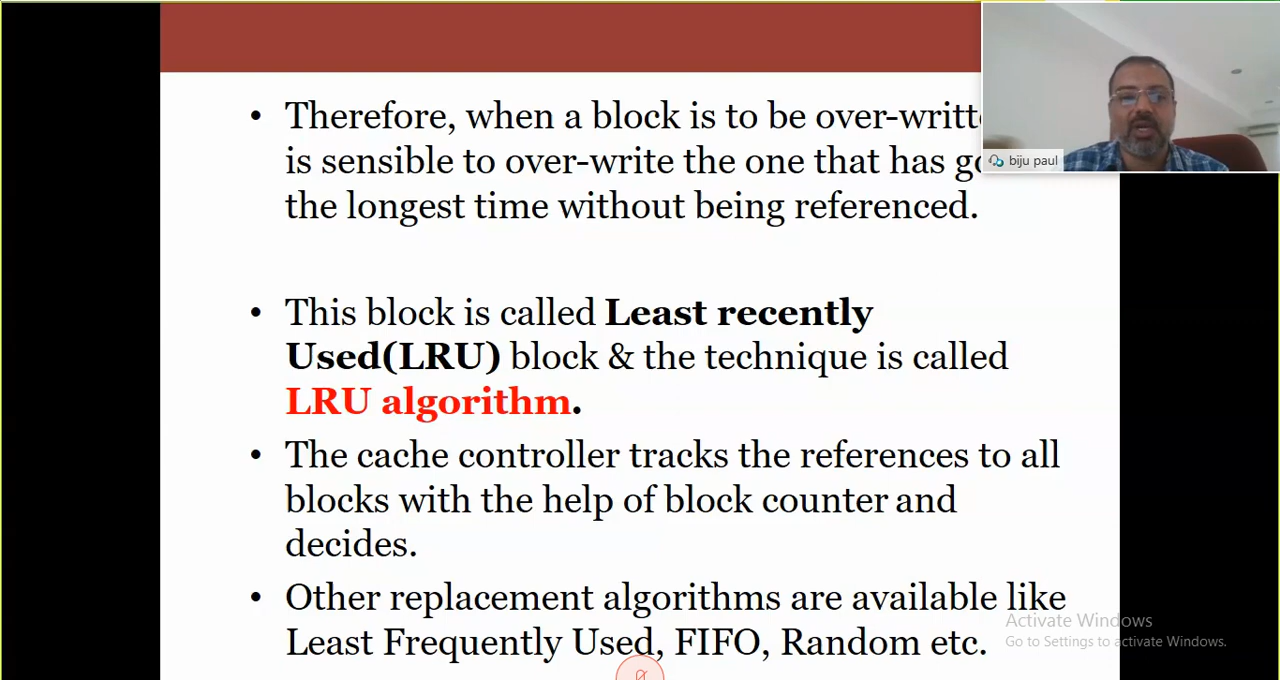 • Therefore, when a block is to be over-writt
is sensible to over-write the one that has
the longest time without being referenced.
• This block is called Least recently
Used(LRU) block & the technique is called
LRU algorithm.
• The cache controller tracks the references to all
blocks with the help of block counter and
decides.
• Other replacement algorithms are available like
Least Frequently Used, FIFO, Random etc.
biju paul
Activate Windows
Go to Settings to activate Windows.